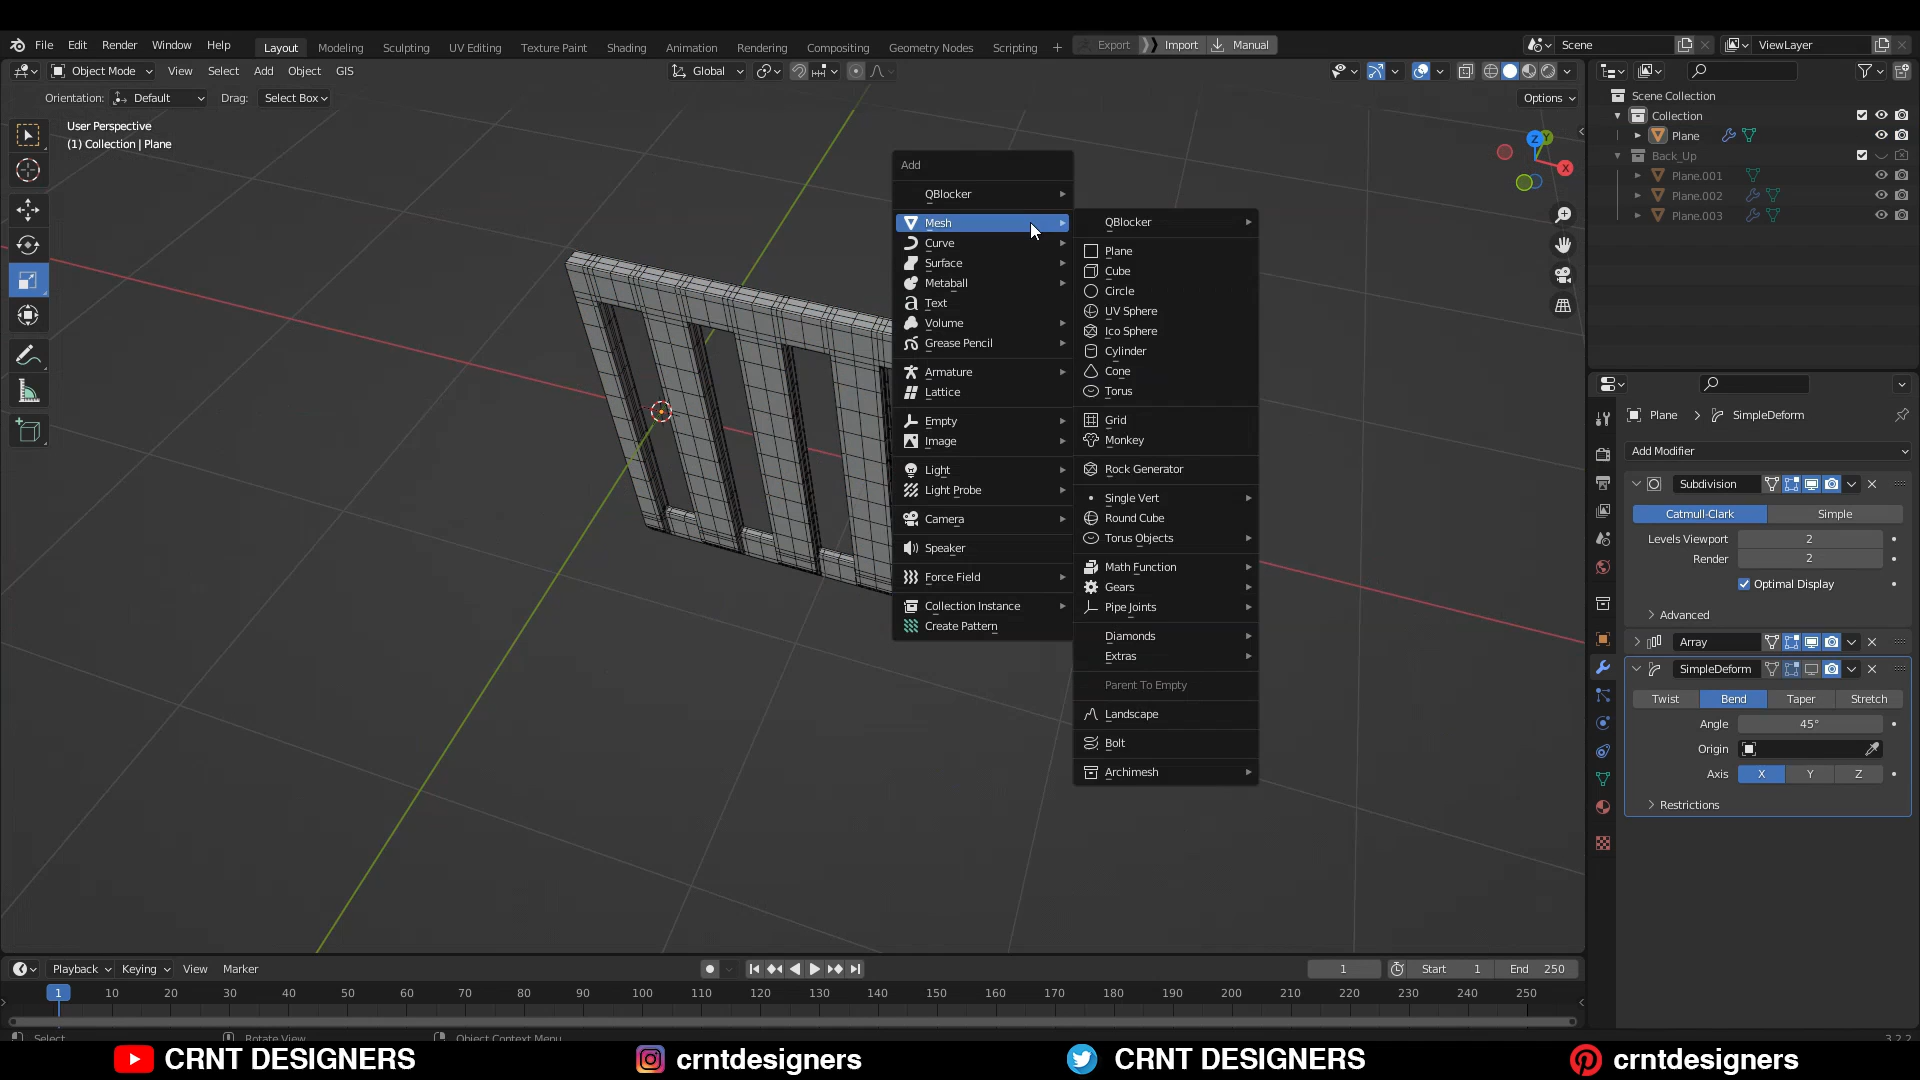 File Edit Render Window Help Layout Modeling Sculpting UV Editing Texture Paint Shading Animation Rendering Compositing Geometry Nodes Scripting + Export Import Manual Scene ViewLayer
Object Mode View Select Add Object GIS Global
Orientation: Default Drag: Select Box Options
User Perspective
(1) Collection | Plane
Z
Y
X
Add
QBlocker
Mesh
Curve
Surface
Metaball
Text
Volume
Grease Pencil
Armature
Lattice
Empty
Image
Light
Light Probe
Camera
Speaker
Force Field
Collection Instance
Create Pattern
QBlocker
Plane
Cube
Circle
UV Sphere
Ico Sphere
Cylinder
Cone
Torus
Grid
Monkey
Rock Generator
Single Vert
Round Cube
Torus Objects
Math Function
Gears
Pipe Joints
Diamonds
Extras
Parent To Empty
Landscape
Bolt
Archimesh
Scene Collection
Collection
Plane
Back_Up
Plane.001
Plane.002
Plane.003
Plane > SimpleDeform
Add Modifier
Subdivision
Catmull-Clark Simple
Levels Viewport 2
Render 2
Optimal Display
Advanced
Array
SimpleDeform
Twist Bend Taper Stretch
Angle 45°
Origin
Axis X Y Z
Restrictions
Playback Keying View Marker 1 Start 1 End 250
1 10 20 30 40 50 60 70 80 90 100 110 120 130 140 150 160 170 180 190 200 210 220 230 240 250
Select Rotate View Object Context Menu 3.2.2
CRNT DESIGNERS crntdesigners CRNT DESIGNERS crntdesigners